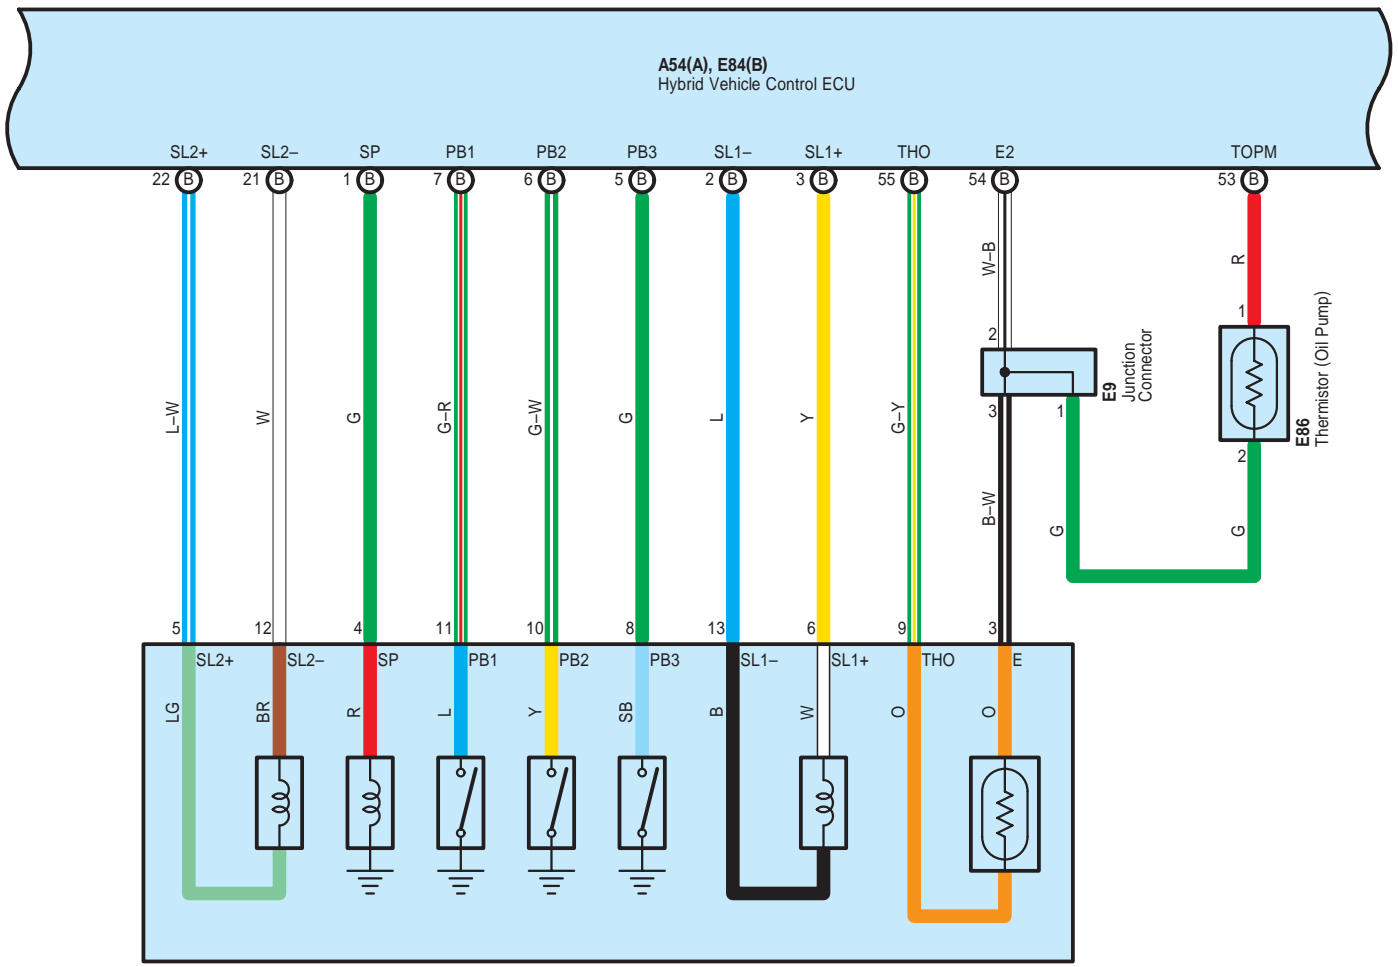 A54(A), E84(B)
Hybrid Vehicle Control ECU
SL2+ SL2– SP PB1 PB2 PB3 SL1– SL1+ THO E2 TOPM
22 B 21 B 1 B 7 B 6 B 5 B 2 B 3 B 55 B 54 B 53 B
W–B
R
2
1
E9
Junction
Connector
E86
Thermistor (Oil Pump)
3
1
2
L–W
W
G
G–R
G–W
G
L
Y
G–Y
B–W
G
G
5 12 4 11 10 8 13 6 9 3
SL2+ SL2– SP PB1 PB2 PB3 SL1– SL1+ THO E
LG
BR
R
L
Y
SB
B
W
O
O